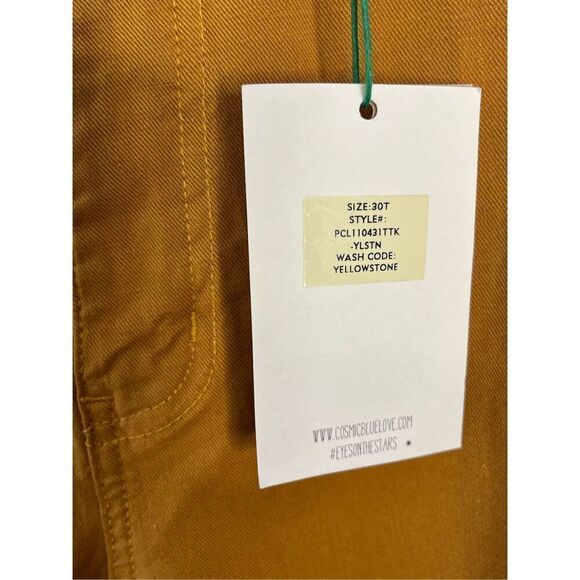 SIZE:30T
STYLE#:
PCL110431TTK
-YLSTN
WASH CODE:
YELLOWSTONE
WWW.COSMICBLUELOVE.COM
#EYESONTHESTARS